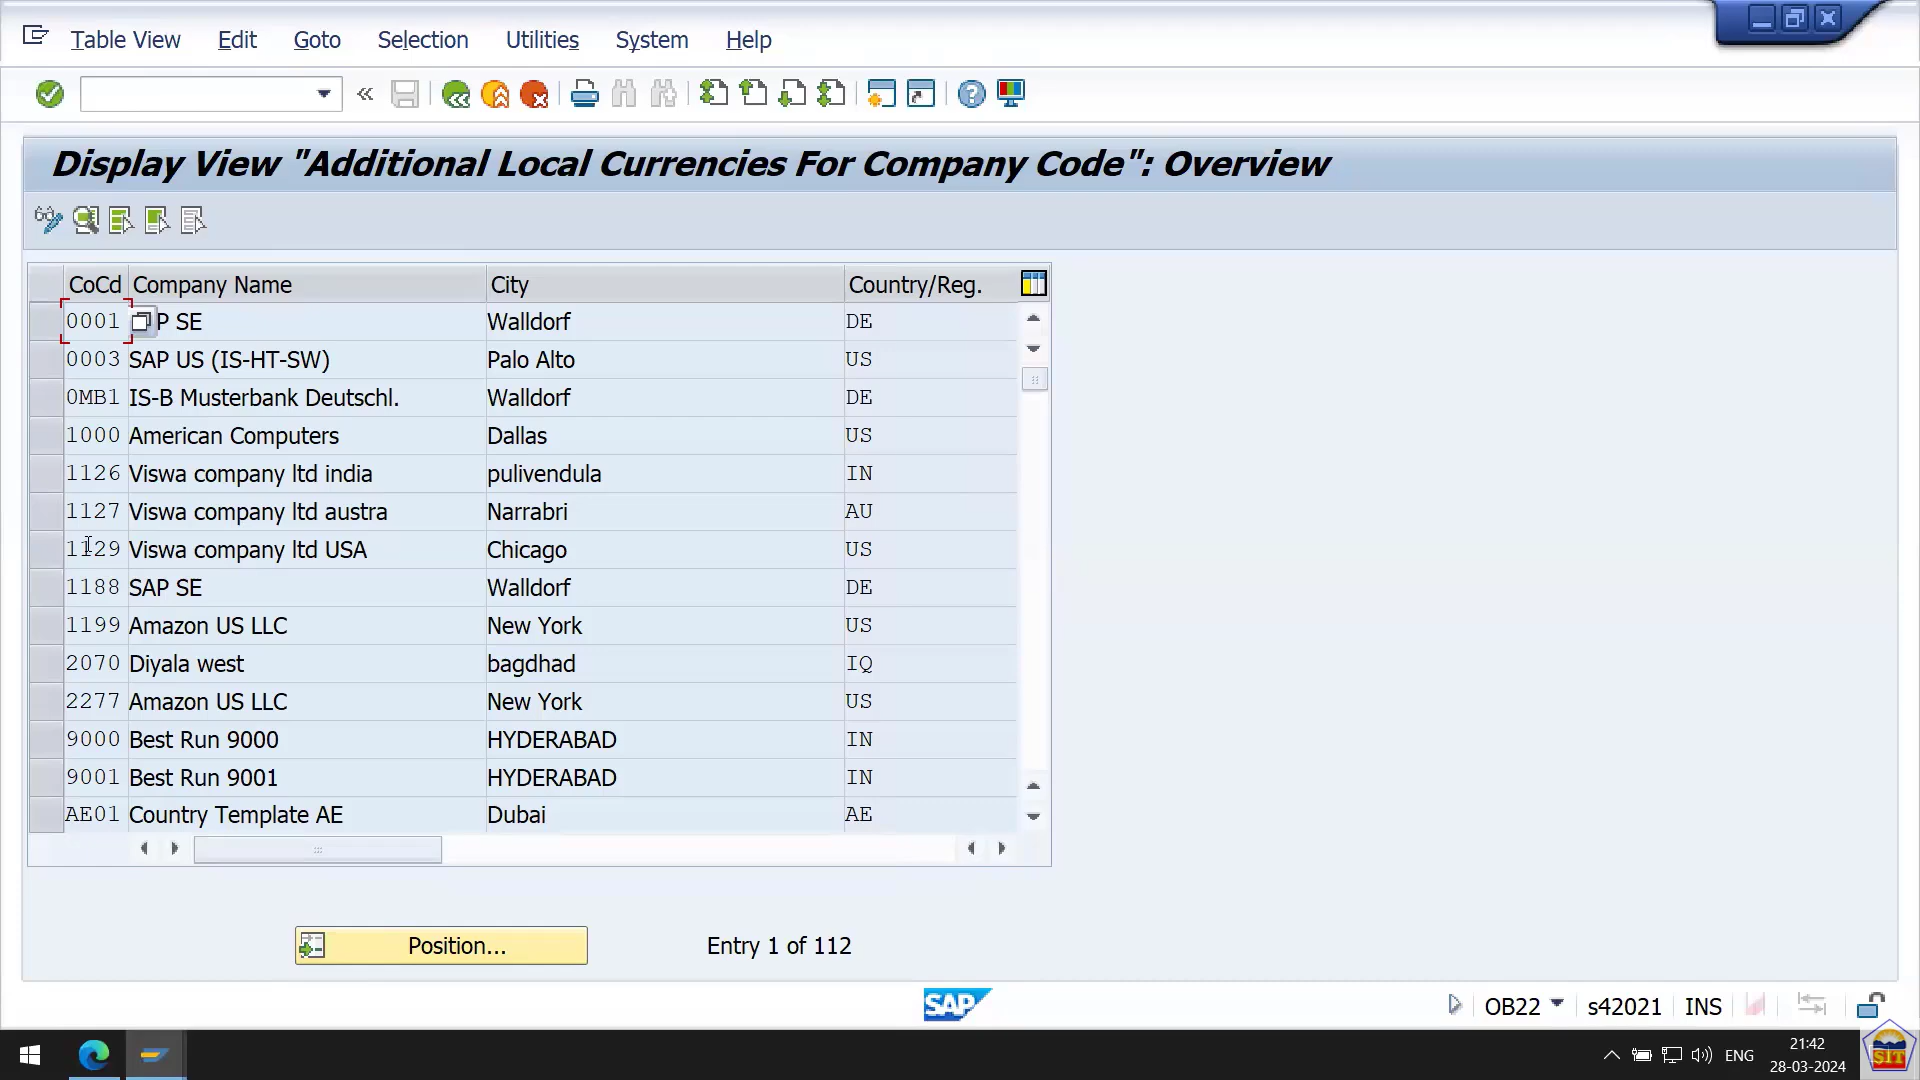 Table View Edit Goto Selection Utilities System Help
Display View "Additional Local Currencies For Company Code": Overview
CoCd Company Name City Country/Reg.
0001 P SE Walldorf DE
0003 SAP US (IS-HT-SW) Palo Alto US
0MB1 IS-B Musterbank Deutschl. Walldorf DE
1000 American Computers Dallas US
1126 Viswa company ltd india pulivendula IN
1127 Viswa company ltd austra Narrabri AU
1129 Viswa company ltd USA Chicago US
1188 SAP SE Walldorf DE
1199 Amazon US LLC New York US
2070 Diyala west bagdhad IQ
2277 Amazon US LLC New York US
9000 Best Run 9000 HYDERABAD IN
9001 Best Run 9001 HYDERABAD IN
AE01 Country Template AE Dubai AE
Position... Entry 1 of 112
SAP OB22 s42021 INS
ENG 21:42
28-03-2024
SIT